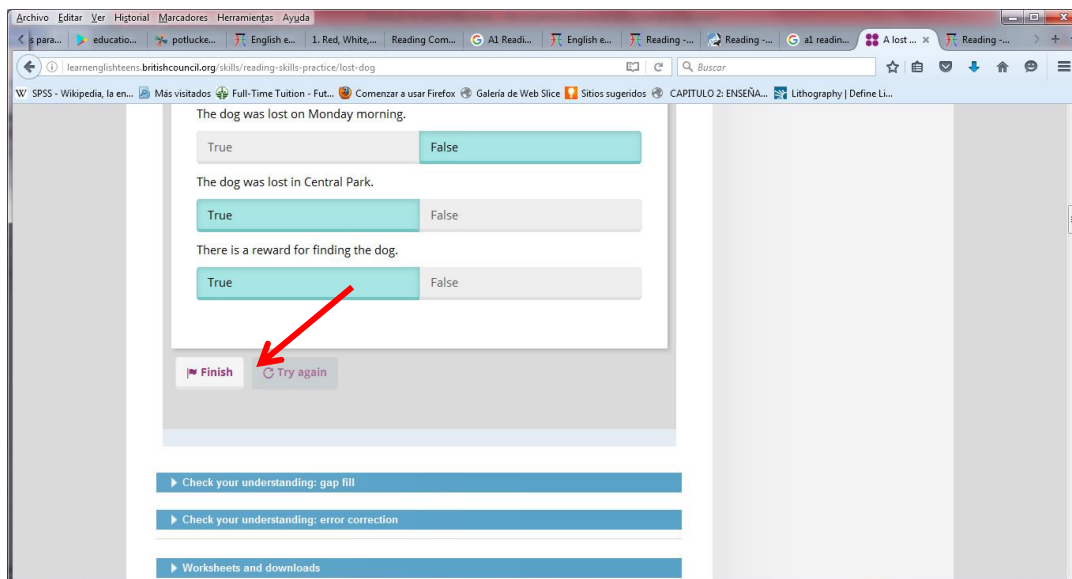 Archivo Editar Ver Historial Marcadores Herramientas Ayuda
s para... educatio... potlucke... English e... 1. Red, White,... Reading Com... A1 Readi... English e... Reading -... Reading -... a1 readin... A lost ... Reading -...
learnenglishteens.britishcouncil.org/skills/reading-skills-practice/lost-dog Buscar
SPSS - Wikipedia, la en... Más visitados Full-Time Tuition - Fut... Comenzar a usar Firefox Galería de Web Slice Sitios sugeridos CAPITULO 2: ENSEÑA... Lithography | Define Li...
The dog was lost on Monday morning.
True False
The dog was lost in Central Park.
True False
There is a reward for finding the dog.
True False
Finish Try again
Check your understanding: gap fill
Check your understanding: error correction
Worksheets and downloads